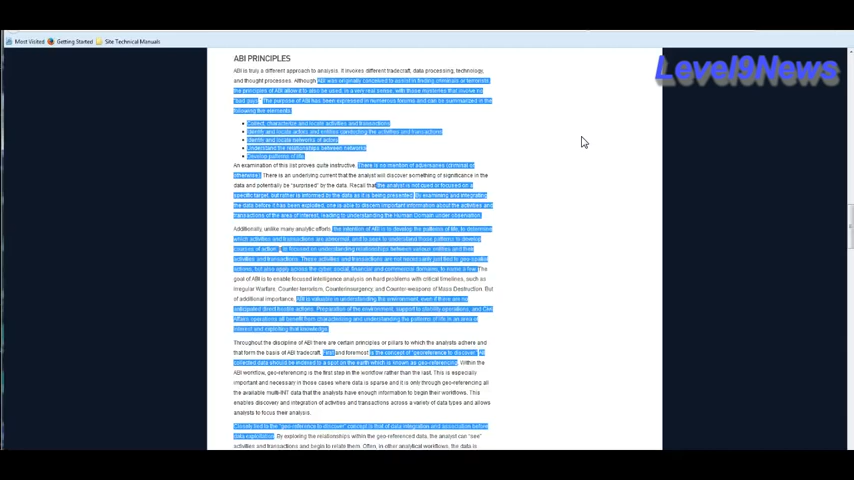 Most Visited Getting Started Site Technical Manuals
Level9News
ABI PRINCIPLES
ABI is truly a different approach to analysis. It invokes different tradecraft, data processing, technology,
and thought processes. Although ABI was originally conceived to assist in finding criminals or terrorists,
the principles of ABI allow it to also be used, in a very real sense, with those mysteries that involve no
"bad guys". The purpose of ABI has been expressed in numerous forums and can be summarized in the
following five elements:
Collect, characterize and locate activities and transactions
Identify and locate actors and entities conducting the activities and transactions
Identify and locate networks of actors
Understand the relationships between networks
Develop patterns of life
An examination of this list proves quite instructive. There is no mention of adversaries (criminal or
otherwise). There is an underlying current that the analyst will discover something of significance in the
data and potentially be "surprised" by the data. Recall that the analyst is not cued or focused on a
specific target, but rather is informed by the data as it is being presented. By examining and integrating
the data before it has been exploited, one is able to discern important information about the activities and
transactions of the area of interest, leading to understanding the Human Domain under observation.
Additionally, unlike many analytic efforts, the intention of ABI is to develop the patterns of life, to determine
which activities and transactions are abnormal, and to seek to understand those patterns to develop
courses of action. It is focused on understanding relationships between various entities and their
activities and transactions. These activities and transactions are not necessarily just tied to geo-spatial
actions, but also apply across the cyber, social, financial and commercial domains, to name a few. The
goal of ABI is to enable focused intelligence analysis on hard problems with critical timelines, such as
Irregular Warfare, Counter-terrorism, Counterinsurgency, and Counter-weapons of Mass Destruction. But
of additional importance, ABI is valuable in understanding the environment, even if there are no
anticipated direct hostile actions. Preparation of the environment, support to stability operations, and Civil
Affairs operations all benefit from characterizing and understanding the patterns of life in an area of
interest and exploiting that knowledge.
Throughout the discipline of ABI there are certain principles or pillars to which the analysts adhere and
that form the basis of ABI tradecraft. First and foremost is the concept of "georeference to discover." All
collected data should be indexed to a spot on the earth which is known as geo-referencing. Within the
ABI workflow, geo-referencing is the first step in the workflow rather than the last. This is especially
important and necessary in those cases where data is sparse and it is only through geo-referencing all
the available multi-INT data that the analysts have enough information to begin their workflows. This
enables discovery and integration of activities and transactions across a variety of data types and allows
analysts to focus their analysis.
Closely tied to the "geo-reference to discover" concept is that of data integration and association before
data exploitation. By exploring the relationships within the geo-referenced data, the analyst can "see"
activities and transactions and begin to relate them. Often, in other analytical workflows, the data is